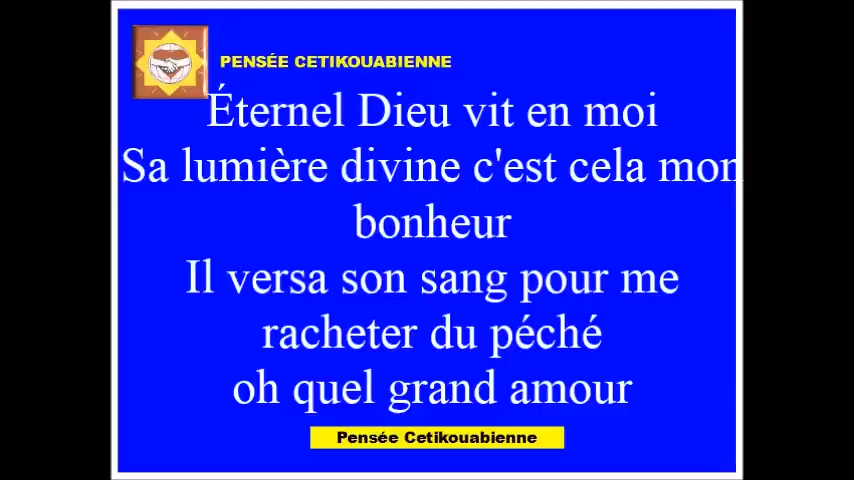 PENSÉE CETIKOUABIENNE
Éternel Dieu vit en moi
Sa lumière divine c'est cela mon
bonheur
Il versa son sang pour me
racheter du péché
oh quel grand amour
Pensée Cetikouabienne